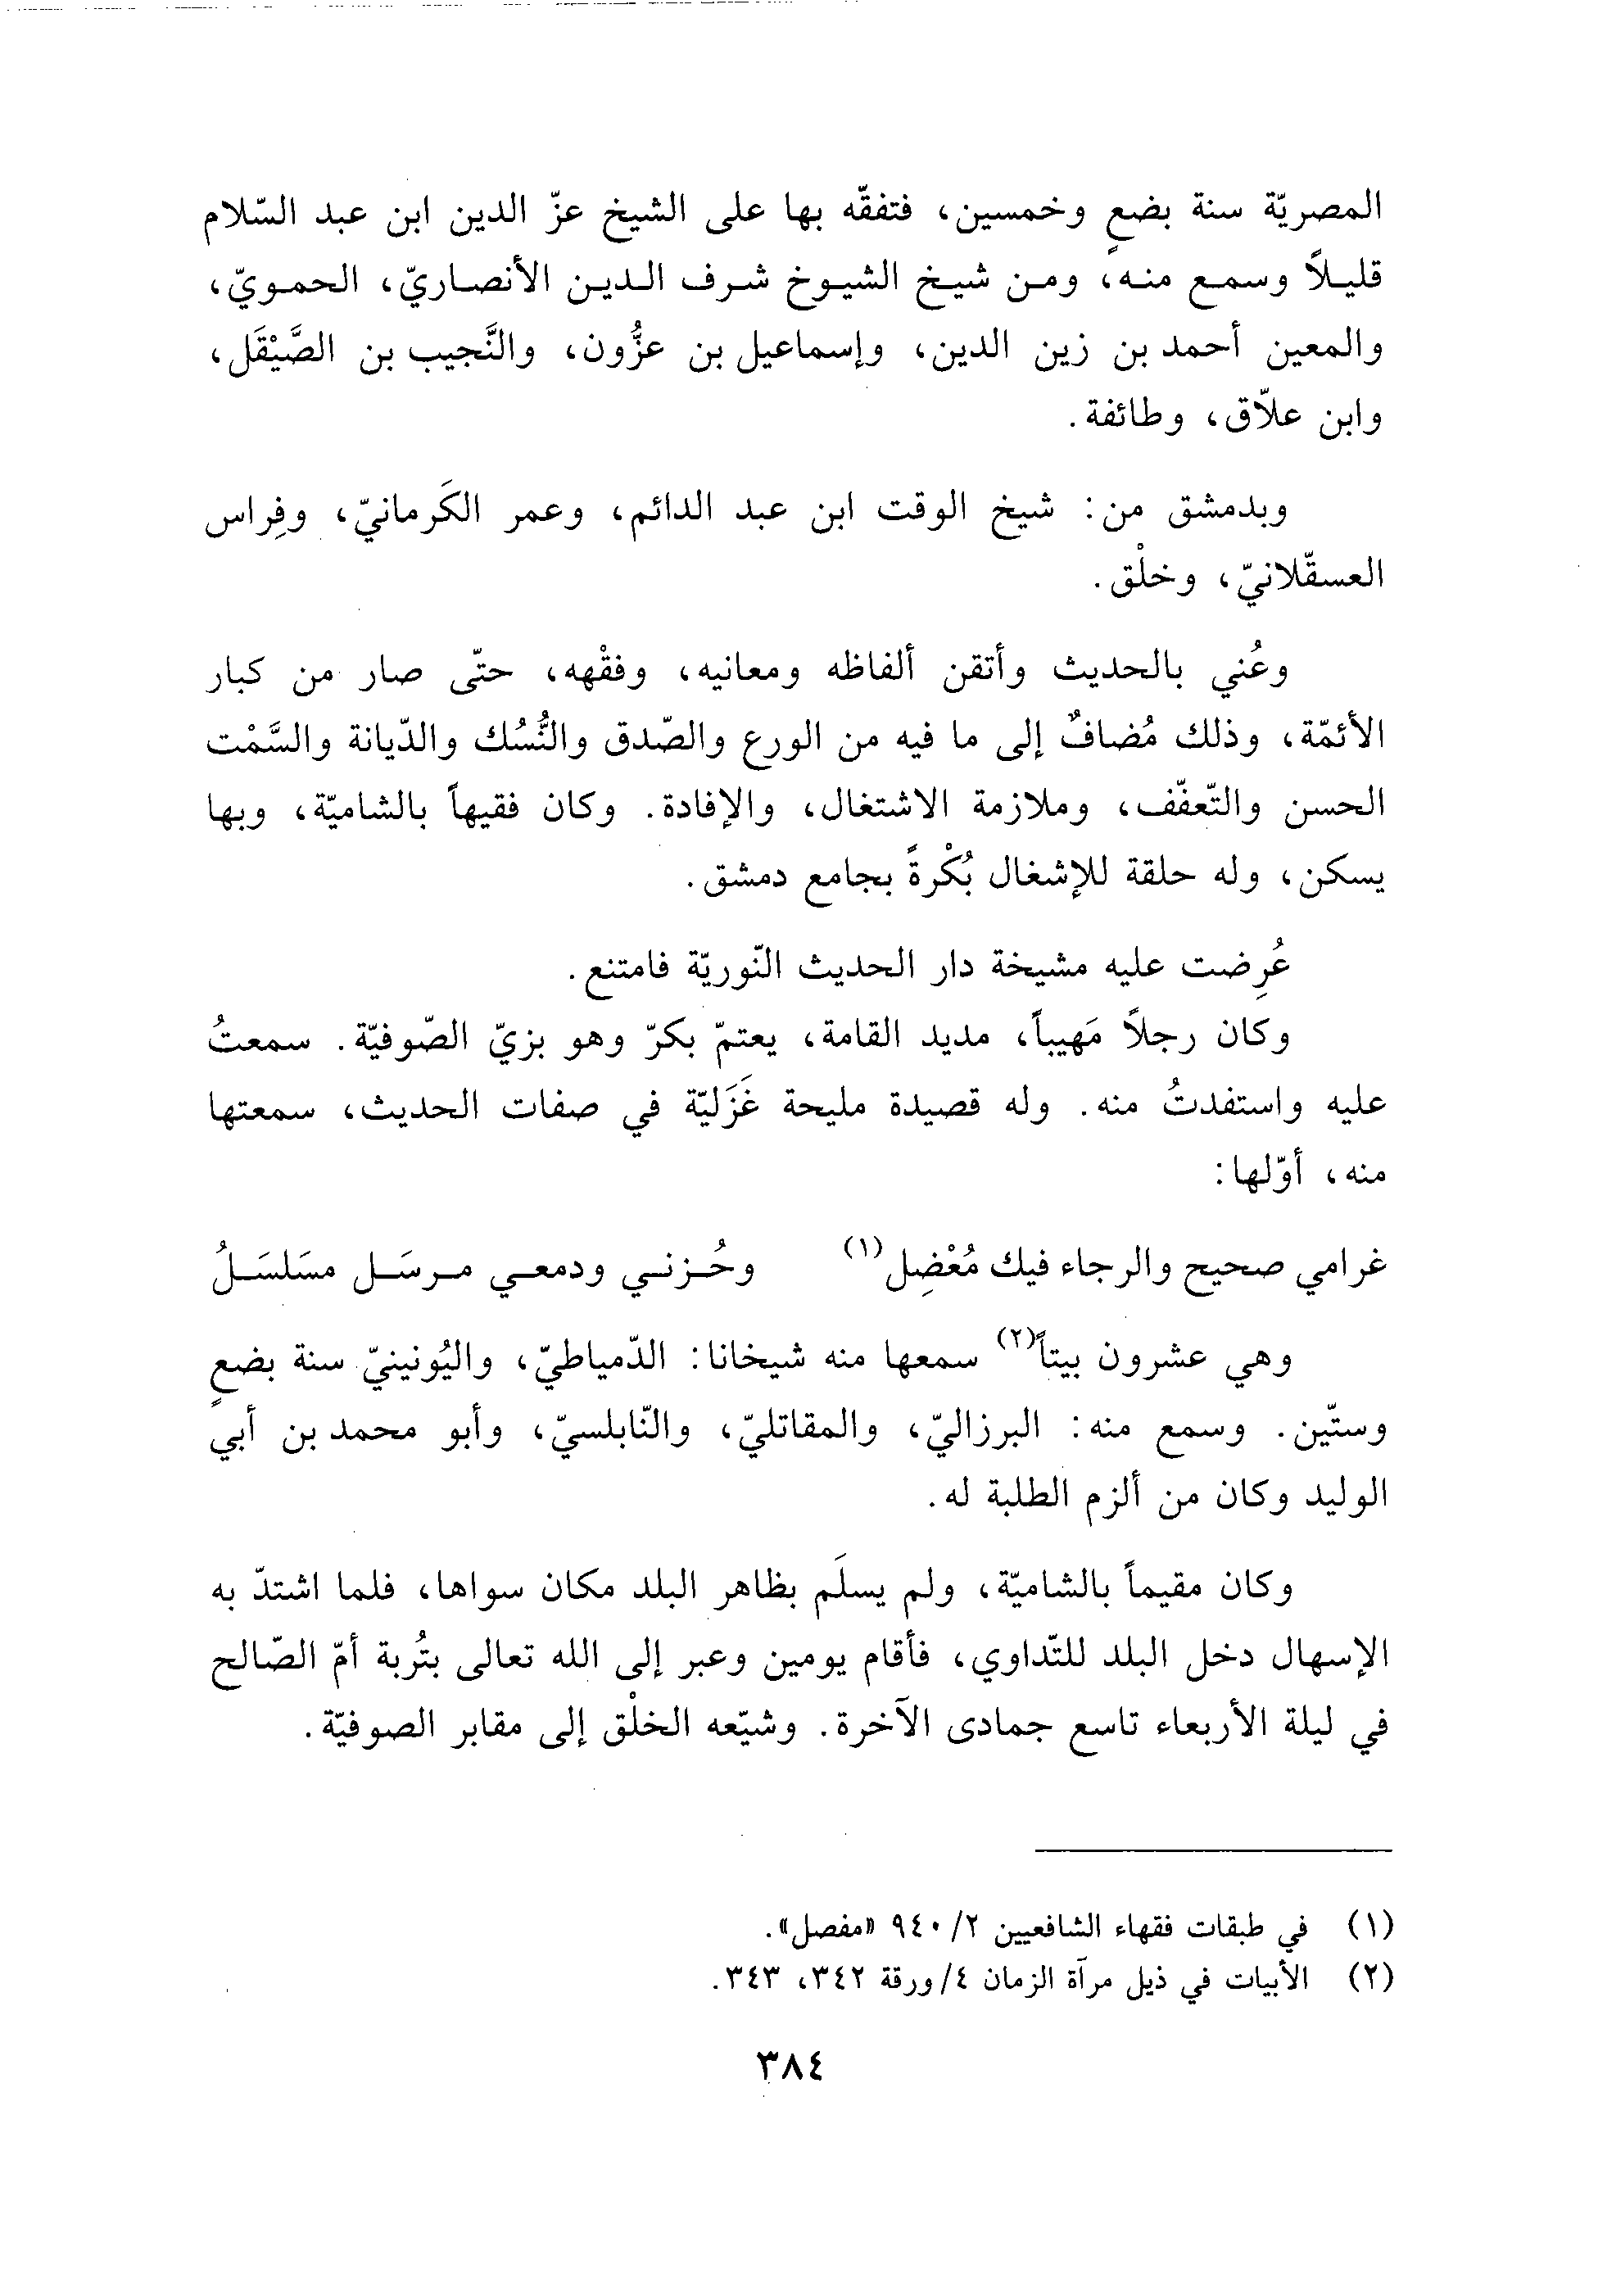 المصريّة سنة بضعٍ وخمسين، فتفقّه بها على الشيخ عزّ الدين ابن عبد السّلام
قليلاً وسمع منه، ومن شيخ الشيوخ شرف الدين الأنصاريّ، الحمويّ،
والمعين أحمد بن زين الدين، وإسماعيل بن عزُّون، والنَّجيب بن الصَّيْقَل،
وابن علاّق، وطائفة.
وبدمشق من: شيخ الوقت ابن عبد الدائم، وعمر الكَرمانيّ، وفِراس
العسقّلانيّ، وخلْق.
وعُني بالحديث وأتقن ألفاظه ومعانيه، وفقْهه، حتّى صار من كبار
الأئمّة، وذلك مُضافٌ إلى ما فيه من الورع والصّدق والنُّسُك والدّيانة والسَّمْت
الحسن والتّعفّف، وملازمة الاشتغال، والإفادة. وكان فقيهاً بالشاميّة، وبها
يسكن، وله حلقة للإشغال بُكْرةً بجامع دمشق.
عُرِضت عليه مشيخة دار الحديث النّوريّة فامتنع.
وكان رجلاً مَهيباً، مديد القامة، يعتمّ بكرّ وهو بزيّ الصّوفيّة. سمعتُ
عليه واستفدتُ منه. وله قصيدة مليحة غَزَليّة في صفات الحديث، سمعتها
منه، أوّلها:
غرامي صحيح والرجاء فيك مُعْضِل(١) وحُزني ودمعي مرسَل مسَلسَلُ
وهي عشرون بيتاً(٢) سمعها منه شيخانا: الدّمياطيّ، واليُونينيّ سنة بضعٍ
وستّين. وسمع منه: البرزاليّ، والمقاتليّ، والنّابلسيّ، وأبو محمد بن أبي
الوليد وكان من ألزم الطلبة له.
وكان مقيماً بالشاميّة، ولم يسلَم بظاهر البلد مكان سواها، فلما اشتدّ به
الإسهال دخل البلد للتّداوي، فأقام يومين وعبر إلى الله تعالى بتُربة أمّ الصّالح
في ليلة الأربعاء تاسع جمادى الآخرة. وشيّعه الخلْق إلى مقابر الصوفيّة.
(١) في طبقات فقهاء الشافعيين ٩٤٠/٢ «مفصل».
(٢) الأبيات في ذيل مرآة الزمان ٤/ورقة ٣٤٢، ٣٤٣.
٣٨٤